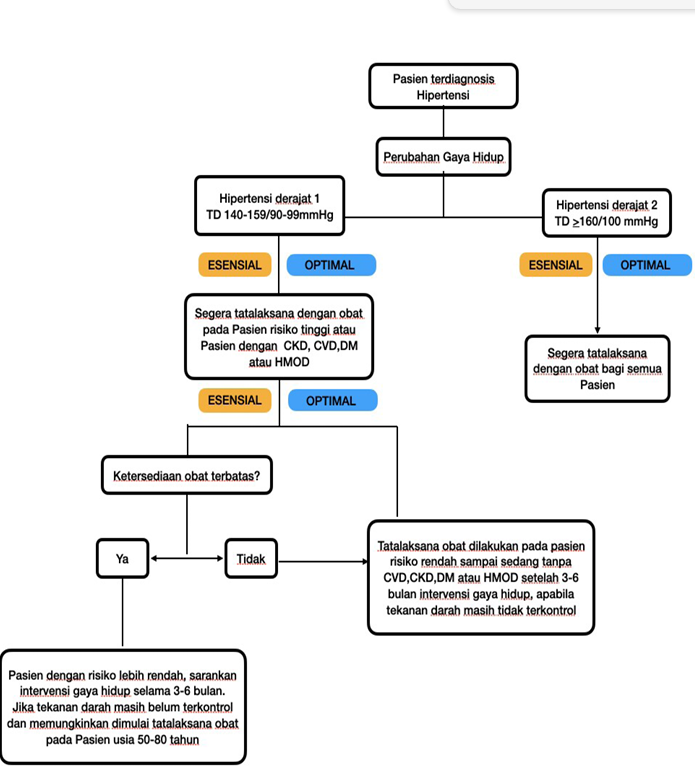 Pasien terdiagnosis
Hipertensi
Perubahan Gaya Hidup
Hipertensi derajat 1
TD 140-159/90-99mmHg
Hipertensi derajat 2
TD ≥160/100 mmHg
ESENSIAL
OPTIMAL
ESENSIAL
OPTIMAL
Segera tatalaksana dengan obat
pada Pasien risiko tinggi atau
Pasien dengan CKD, CVD,DM
atau HMOD
Segera tatalaksana
dengan obat bagi semua
Pasien
ESENSIAL
OPTIMAL
Ketersediaan obat terbatas?
Ya
Tidak
Tatalaksana obat dilakukan pada pasien
risiko rendah sampai sedang tanpa
CVD,CKD,DM atau HMOD setelah 3-6
bulan intervensi gaya hidup, apabila
tekanan darah masih tidak terkontrol
Pasien dengan risiko lebih rendah, sarankan
intervensi gaya hidup selama 3-6 bulan.
Jika tekanan darah masih belum terkontrol
dan memungkinkan dimulai tatalaksana obat
pada Pasien usia 50-80 tahun